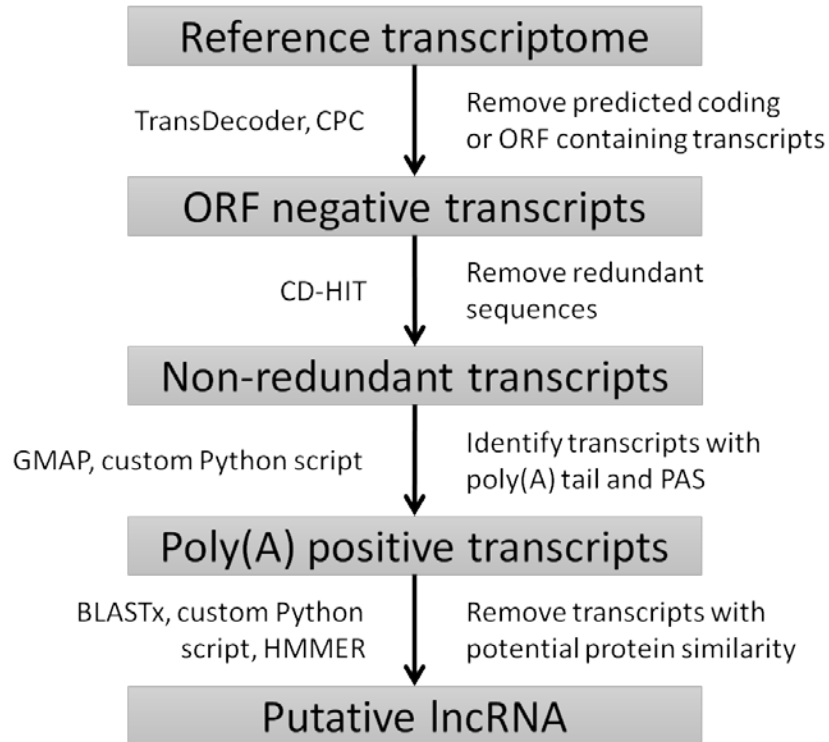 Reference transcriptome
TransDecoder, CPC
Remove predicted coding
or ORF containing transcripts
ORF negative transcripts
CD-HIT
Remove redundant
sequences
Non-redundant transcripts
GMAP, custom Python script
Identify transcripts with
poly(A) tail and PAS
Poly(A) positive transcripts
BLASTx, custom Python
script, HMMER
Remove transcripts with
potential protein similarity
Putative lncRNA